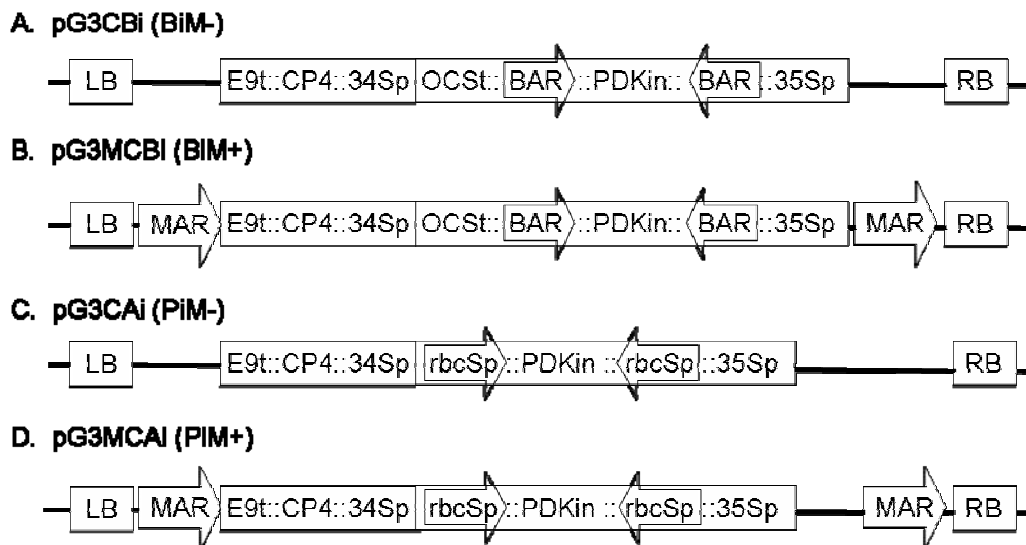 A. pG3CBi (BiM-)
LB E9t::CP4::34Sp OCSt:: BAR ::PDKin:: BAR ::35Sp RB
B. pG3MCBi (BiM+)
LB MAR E9t::CP4::34Sp OCSt:: BAR ::PDKin:: BAR ::35Sp MAR RB
C. pG3CAi (PiM-)
LB E9t::CP4::34Sp rbcSp ::PDKin :: rbcSp ::35Sp RB
D. pG3MCAi (PiM+)
LB MAR E9t::CP4::34Sp rbcSp ::PDKin :: rbcSp ::35Sp MAR RB